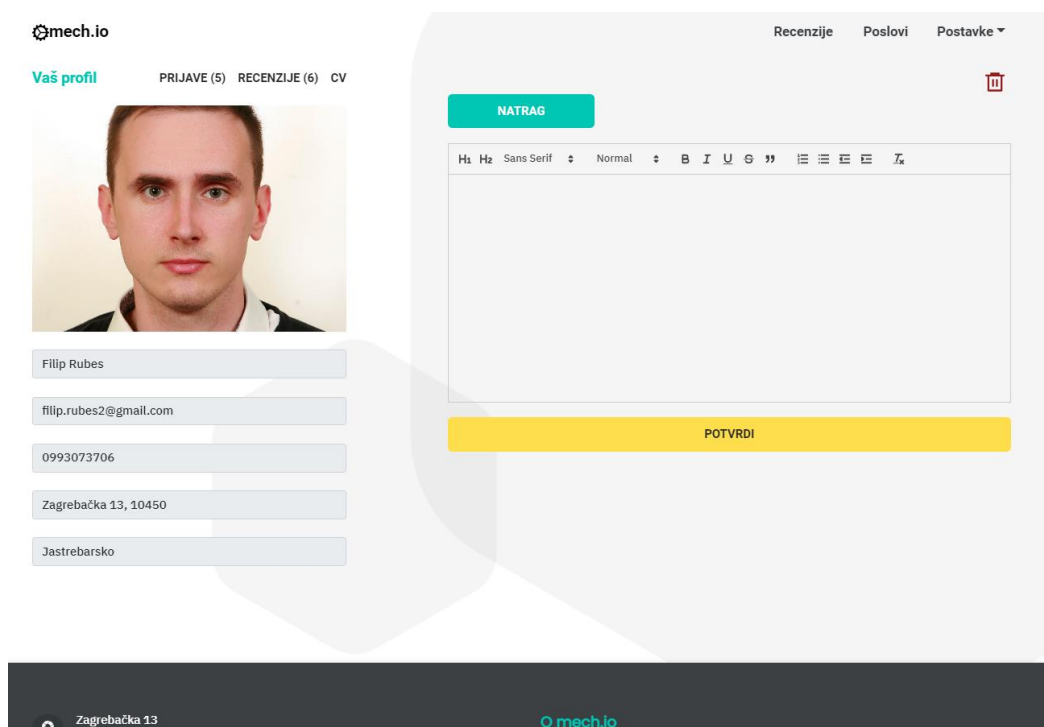 mech.io
Recenzije Poslovi Postavke
Vaš profil PRIJAVE (5) RECENZIJE (6) CV
NATRAG
H1 H2 Sans Serif Normal B I U S ” Tx
Filip Rubes
filip.rubes2@gmail.com
0993073706
Zagrebačka 13, 10450
Jastrebarsko
POTVRDI
Zagrebačka 13
O mech.io